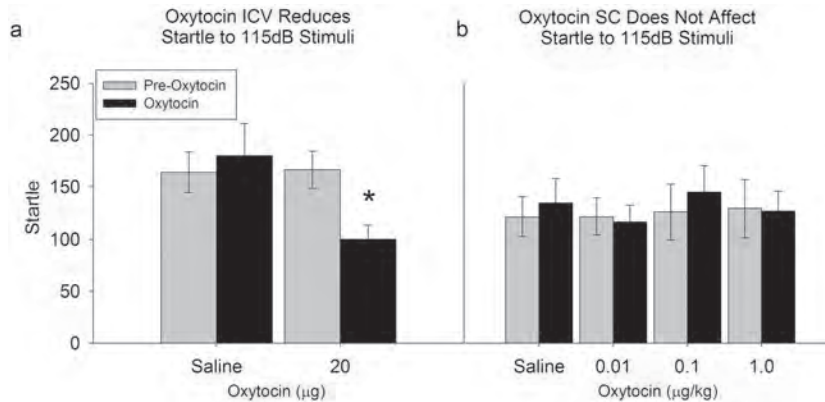 a
Oxytocin ICV Reduces
Startle to 115dB Stimuli
Pre-Oxytocin
Oxytocin
250
200
150
100
50
0
Startle
*
Saline
20
Oxytocin (μg)
b
Oxytocin SC Does Not Affect
Startle to 115dB Stimuli
Saline
0.01
0.1
1.0
Oxytocin (μg/kg)